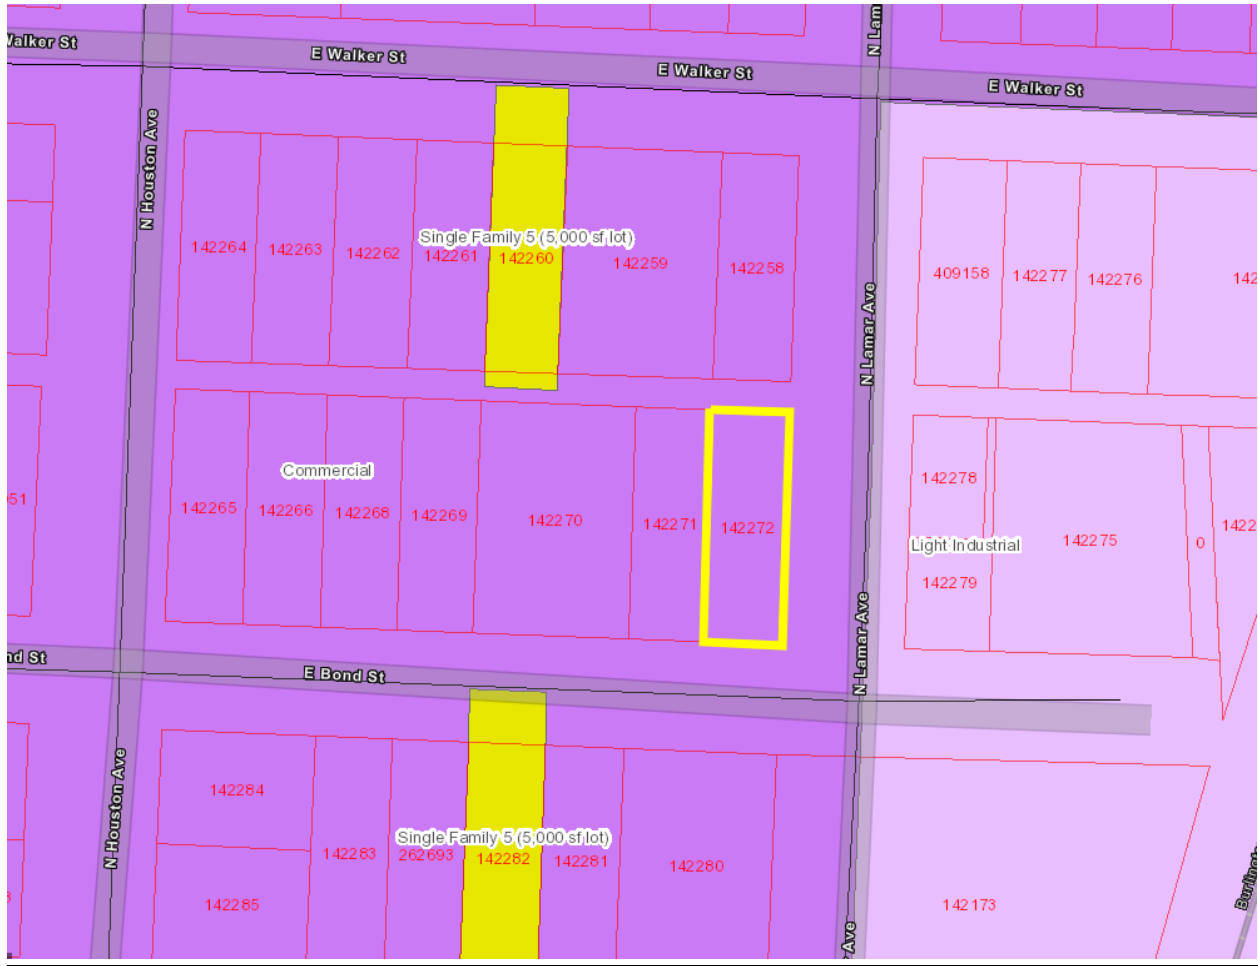 Walker St
E Walker St
E Walker St
E Walker St
N Lam
N Houston Ave
Single Family 5 (5,000 sf lot)
142264
142263
142262
142261
142260
142259
142258
409158
142277
142276
142
N Lamar Ave
Commercial
951
142265
142266
142268
142269
142270
142271
142272
142278
Light Industrial
142279
142275
0
1422
N Lamar Ave
nd St
E Bond St
N Houston Ave
142284
142283
Single Family 5 (5,000 sf lot)
262693
142282
142281
142280
142285
142173
Ave
Burlingto